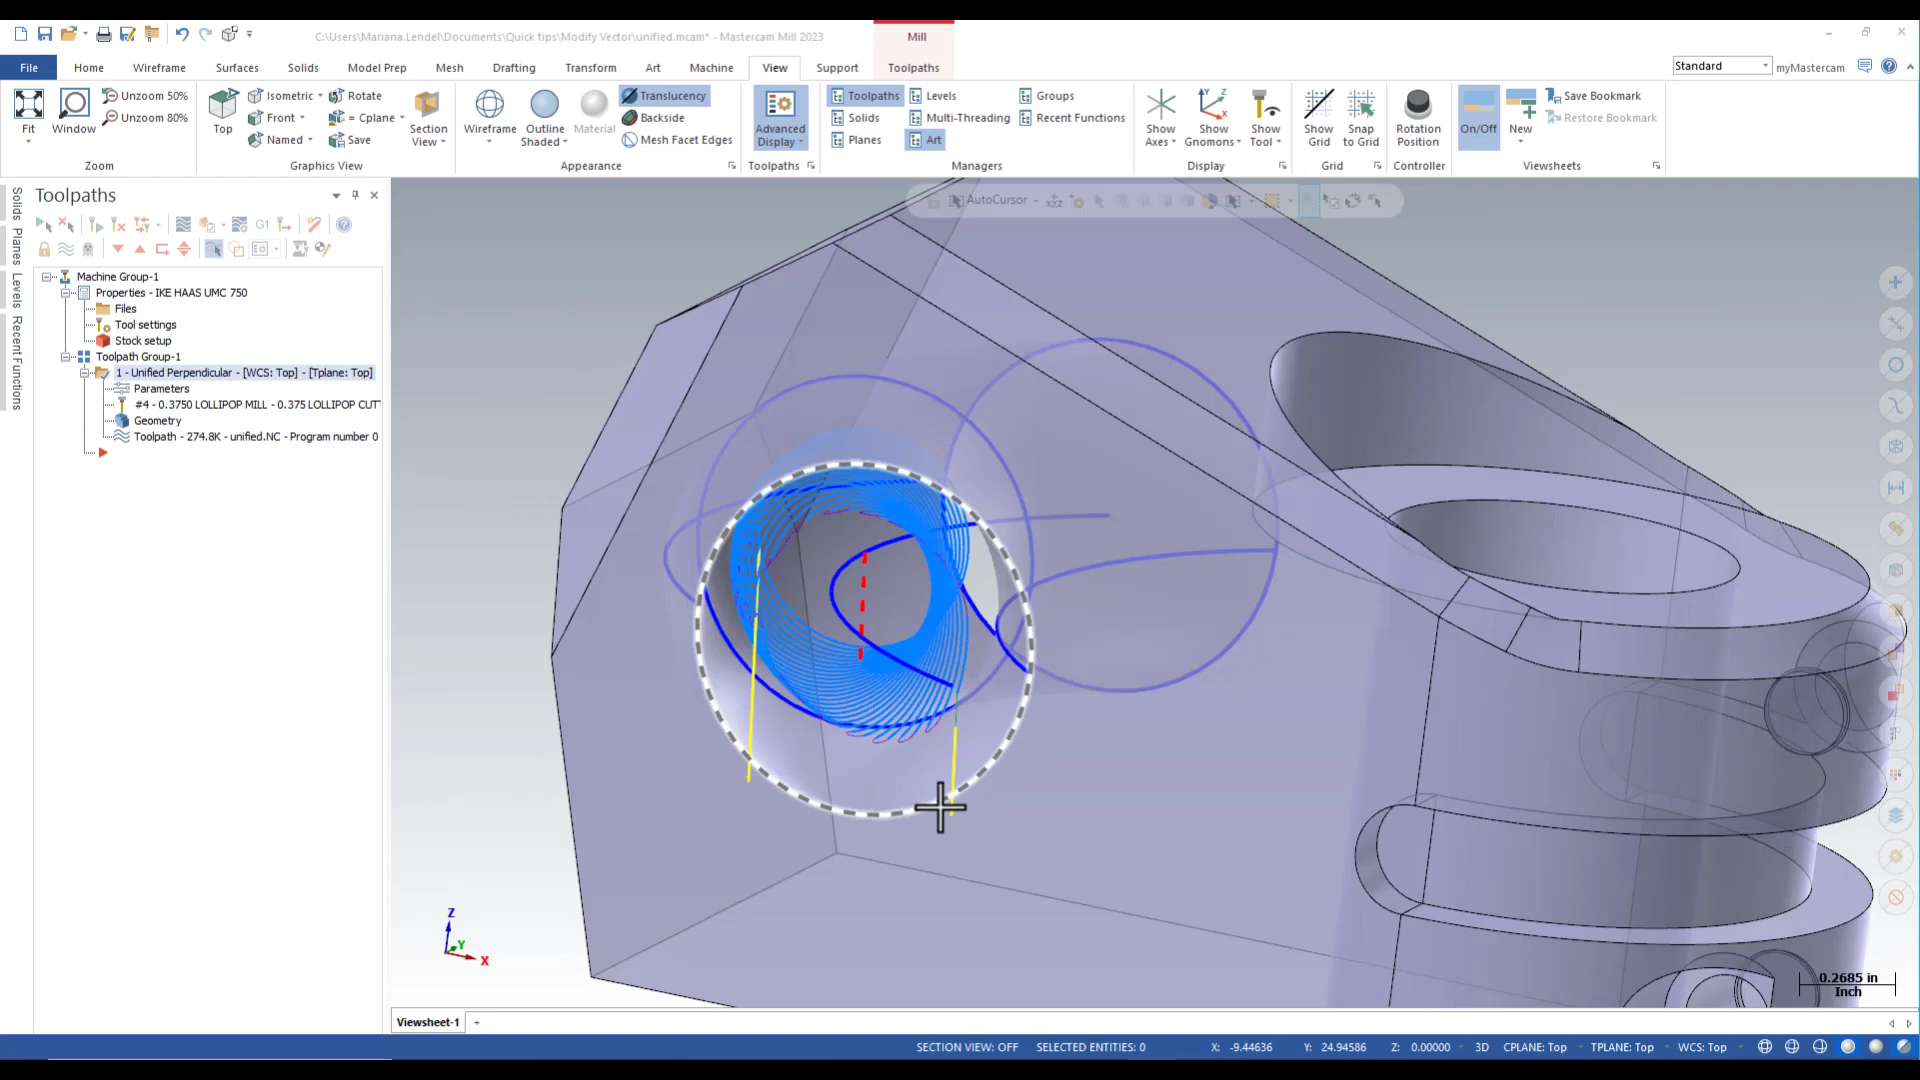 C:\Users\Mariana.Lendel\Documents\Quick tips\Modify Vector\unified.mcam* - Mastercam Mill 2023
Mill
File
Home
Wireframe
Surfaces
Solids
Model Prep
Mesh
Drafting
Transform
Art
Machine
View
Support
Toolpaths
Standard
myMastercam
Fit
Window
Unzoom 50%
Unzoom 80%
Zoom
Top
Isometric
Front
Named
Rotate
= Cplane
Save
Section View
Graphics View
Wireframe
Outline Shaded
Material
Translucency
Backside
Mesh Facet Edges
Appearance
Advanced Display
Toolpaths
Toolpaths
Solids
Planes
Levels
Multi-Threading
Art
Groups
Recent Functions
Managers
Show Axes
Show Gnomons
Show Tool
Display
Show Grid
Snap to Grid
Grid
Rotation Position
Controller
On/Off
New
Save Bookmark
Restore Bookmark
Viewsheets
Solids
Planes
Levels
Recent Functions
Toolpaths
G1
Machine Group-1
Properties - IKE HAAS UMC 750
Files
Tool settings
Stock setup
Toolpath Group-1
1 - Unified Perpendicular - [WCS: Top] - [Tplane: Top]
Parameters
#4 - 0.3750 LOLLIPOP MILL - 0.375 LOLLIPOP CUT
Geometry
Toolpath - 274.8K - unified.NC - Program number 0
AutoCursor
Z
Y
X
0.2685 in
Inch
Viewsheet-1
+
SECTION VIEW: OFF
SELECTED ENTITIES: 0
X: -9.44636
Y: 24.94586
Z: 0.00000
3D
CPLANE: Top
TPLANE: Top
WCS: Top